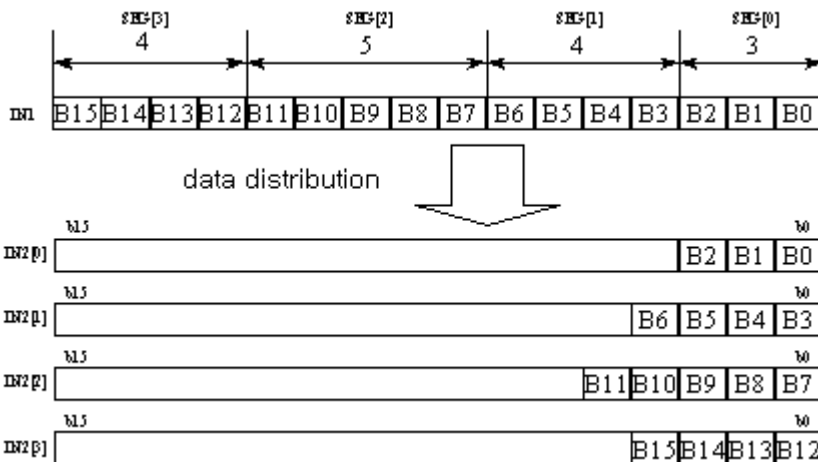 SEG[3] SEG[2] SEG[1] SEG[0]
4 5 4 3
IN1 B15 B14 B13 B12 B11 B10 B9 B8 B7 B6 B5 B4 B3 B2 B1 B0
data distribution
b15 b0
IN2[0] B2 B1 B0
b15 b0
IN2[1] B6 B5 B4 B3
b15 b0
IN2[2] B11 B10 B9 B8 B7
b15 b0
IN2[3] B15 B14 B13 B12